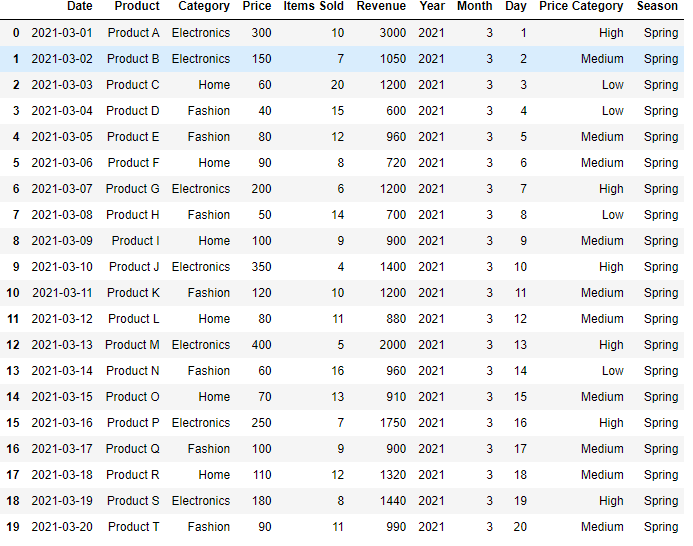 Date Product Category Price Items Sold Revenue Year Month Day Price Category Season
0 2021-03-01 Product A Electronics 300 10 3000 2021 3 1 High Spring
1 2021-03-02 Product B Electronics 150 7 1050 2021 3 2 Medium Spring
2 2021-03-03 Product C Home 60 20 1200 2021 3 3 Low Spring
3 2021-03-04 Product D Fashion 40 15 600 2021 3 4 Low Spring
4 2021-03-05 Product E Fashion 80 12 960 2021 3 5 Medium Spring
5 2021-03-06 Product F Home 90 8 720 2021 3 6 Medium Spring
6 2021-03-07 Product G Electronics 200 6 1200 2021 3 7 High Spring
7 2021-03-08 Product H Fashion 50 14 700 2021 3 8 Low Spring
8 2021-03-09 Product I Home 100 9 900 2021 3 9 Medium Spring
9 2021-03-10 Product J Electronics 350 4 1400 2021 3 10 High Spring
10 2021-03-11 Product K Fashion 120 10 1200 2021 3 11 Medium Spring
11 2021-03-12 Product L Home 80 11 880 2021 3 12 Medium Spring
12 2021-03-13 Product M Electronics 400 5 2000 2021 3 13 High Spring
13 2021-03-14 Product N Fashion 60 16 960 2021 3 14 Low Spring
14 2021-03-15 Product O Home 70 13 910 2021 3 15 Medium Spring
15 2021-03-16 Product P Electronics 250 7 1750 2021 3 16 High Spring
16 2021-03-17 Product Q Fashion 100 9 900 2021 3 17 Medium Spring
17 2021-03-18 Product R Home 110 12 1320 2021 3 18 Medium Spring
18 2021-03-19 Product S Electronics 180 8 1440 2021 3 19 High Spring
19 2021-03-20 Product T Fashion 90 11 990 2021 3 20 Medium Spring